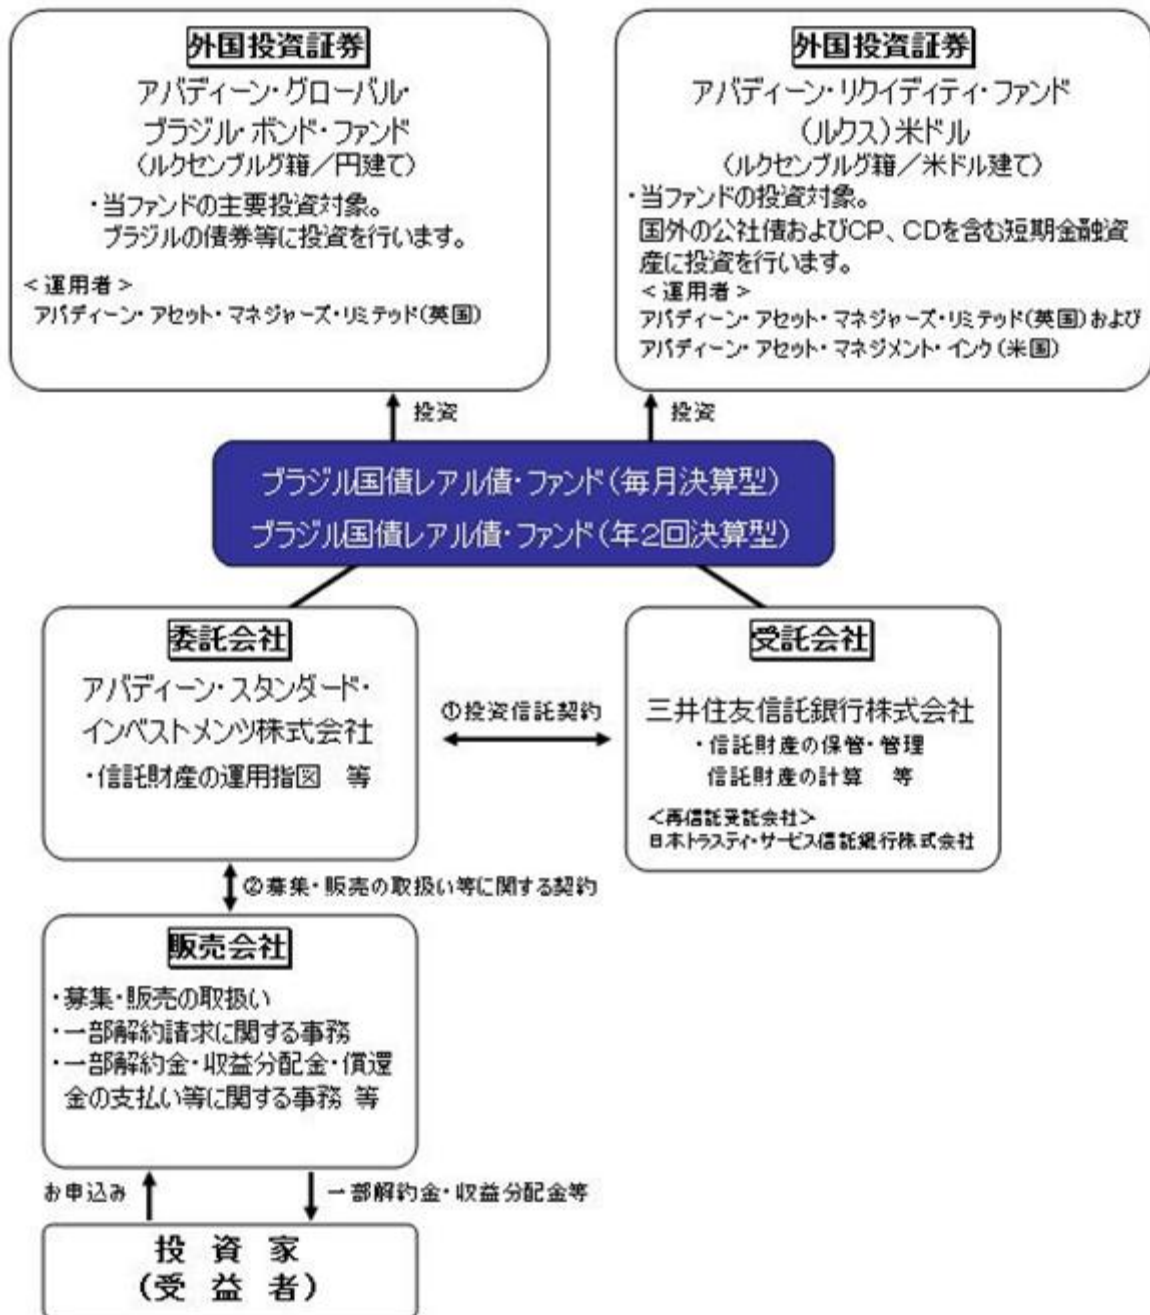 外国投資証券
アバディーン・グローバル・
ブラジル・ボンド・ファンド
(ルクセンブルグ籍／円建て)
・当ファンドの主要投資対象。
ブラジルの債券等に投資を行います。
＜運用者＞
アバディーン・アセット・マネジャーズ・リミテッド(英国)
外国投資証券
アバディーン・リクイディティ・ファンド
(ルクス)米ドル
(ルクセンブルグ籍／米ドル建て)
・当ファンドの投資対象。
国外の公社債およびCP、CDを含む短期金融資
産に投資を行います。
＜運用者＞
アバディーン・アセット・マネジャーズ・リミテッド(英国)および
アバディーン・アセット・マネジメント・インク(米国)
投資
投資
ブラジル国債レアル債・ファンド(毎月決算型)
ブラジル国債レアル債・ファンド(年2回決算型)
委託会社
アバディーン・スタンダード・
インベストメンツ株式会社
・信託財産の運用指図　等
①投資信託契約
受託会社
三井住友信託銀行株式会社
・信託財産の保管・管理
信託財産の計算　等
＜再信託受託会社＞
日本トラスティ・サービス信託銀行株式会社
②募集・販売の取扱い等に関する契約
販売会社
・募集・販売の取扱い
・一部解約請求に関する事務
・一部解約金・収益分配金・償還
金の支払い等に関する事務 等
お申込み
一部解約金・収益分配金等
投 資 家
(受 益 者)